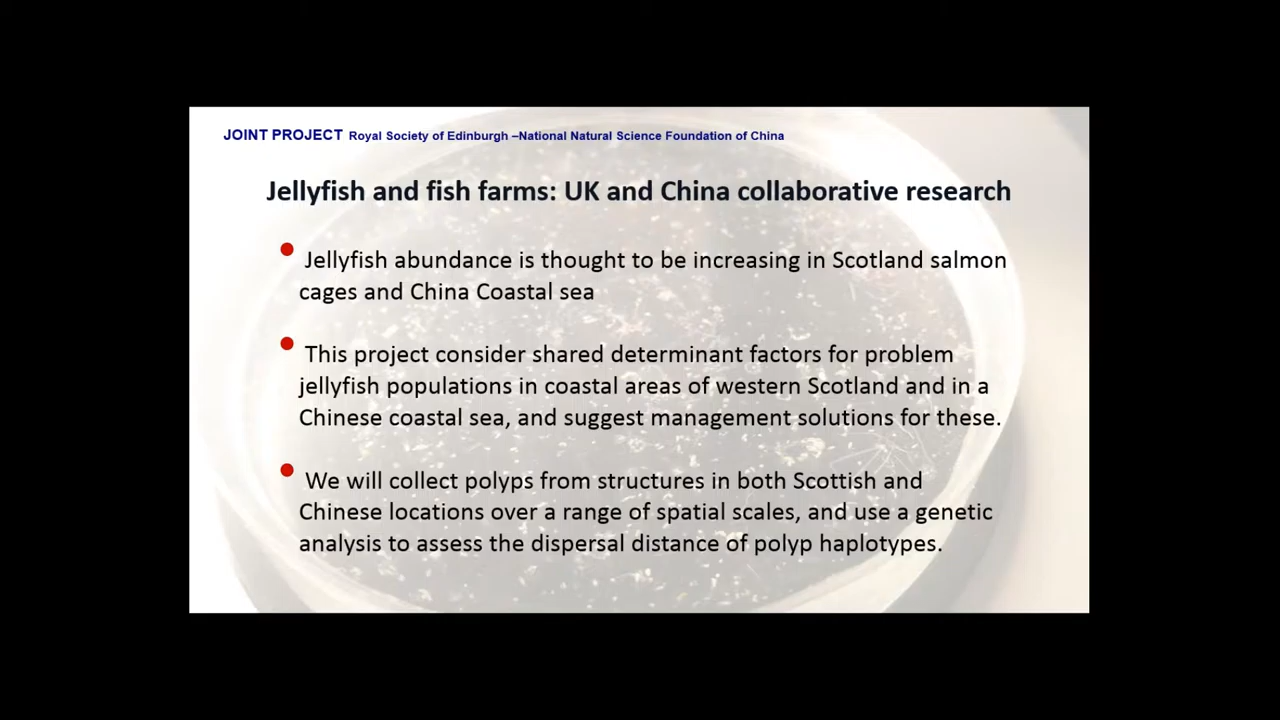 JOINT PROJECT Royal Society of Edinburgh –National Natural Science Foundation of China
Jellyfish and fish farms: UK and China collaborative research
• Jellyfish abundance is thought to be increasing in Scotland salmon
cages and China Coastal sea
• This project consider shared determinant factors for problem
jellyfish populations in coastal areas of western Scotland and in a
Chinese coastal sea, and suggest management solutions for these.
• We will collect polyps from structures in both Scottish and
Chinese locations over a range of spatial scales, and use a genetic
analysis to assess the dispersal distance of polyp haplotypes.